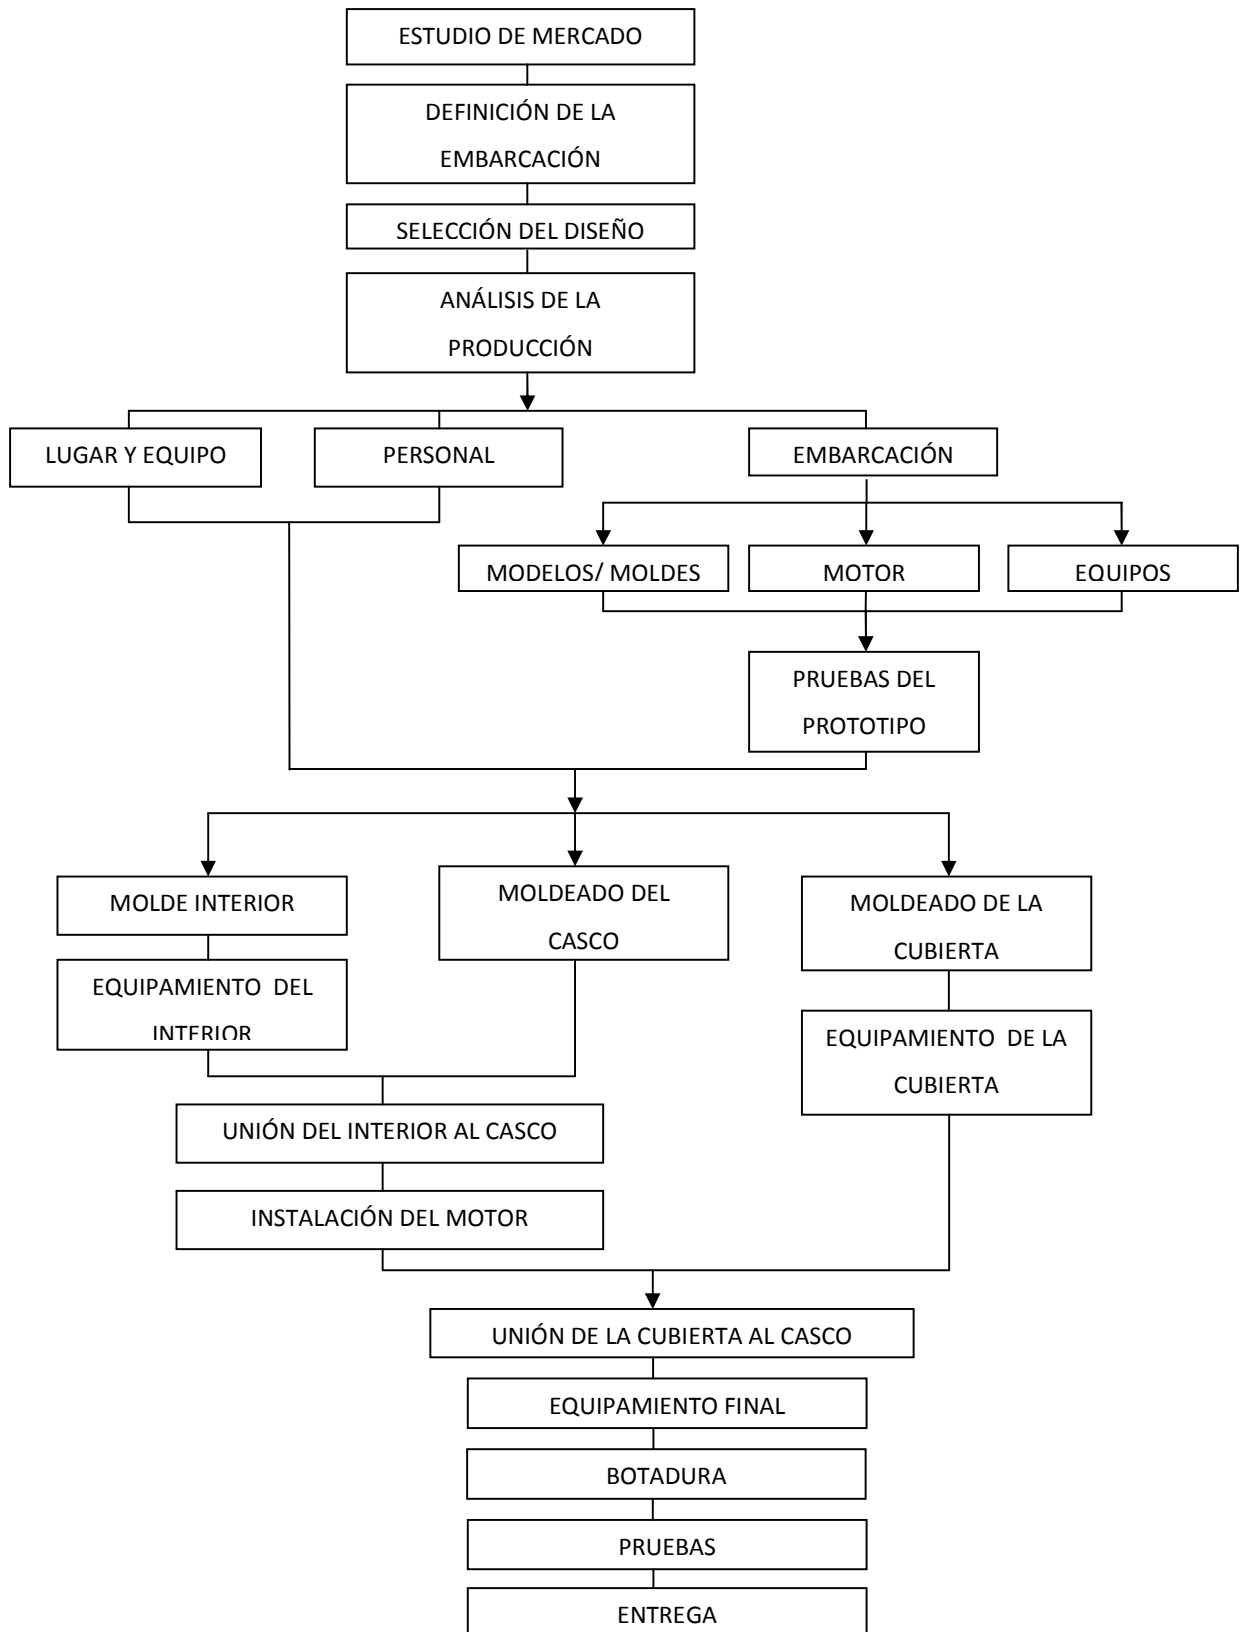 ESTUDIO DE MERCADO
DEFINICIÓN DE LA
EMBARCACIÓN
SELECCIÓN DEL DISEÑO
ANÁLISIS DE LA
PRODUCCIÓN
LUGAR Y EQUIPO
PERSONAL
EMBARCACIÓN
MODELOS/ MOLDES
MOTOR
EQUIPOS
PRUEBAS DEL
PROTOTIPO
MOLDE INTERIOR
MOLDEADO DEL
CASCO
MOLDEADO DE LA
CUBIERTA
EQUIPAMIENTO  DEL
INTERIOR
EQUIPAMIENTO  DE LA
CUBIERTA
UNIÓN DEL INTERIOR AL CASCO
INSTALACIÓN DEL MOTOR
UNIÓN DE LA CUBIERTA AL CASCO
EQUIPAMIENTO FINAL
BOTADURA
PRUEBAS
ENTREGA